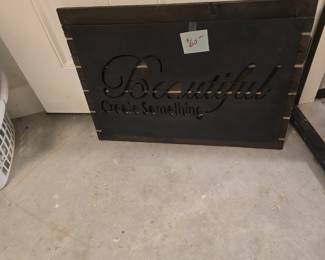 $60—
Beautiful
Create Something